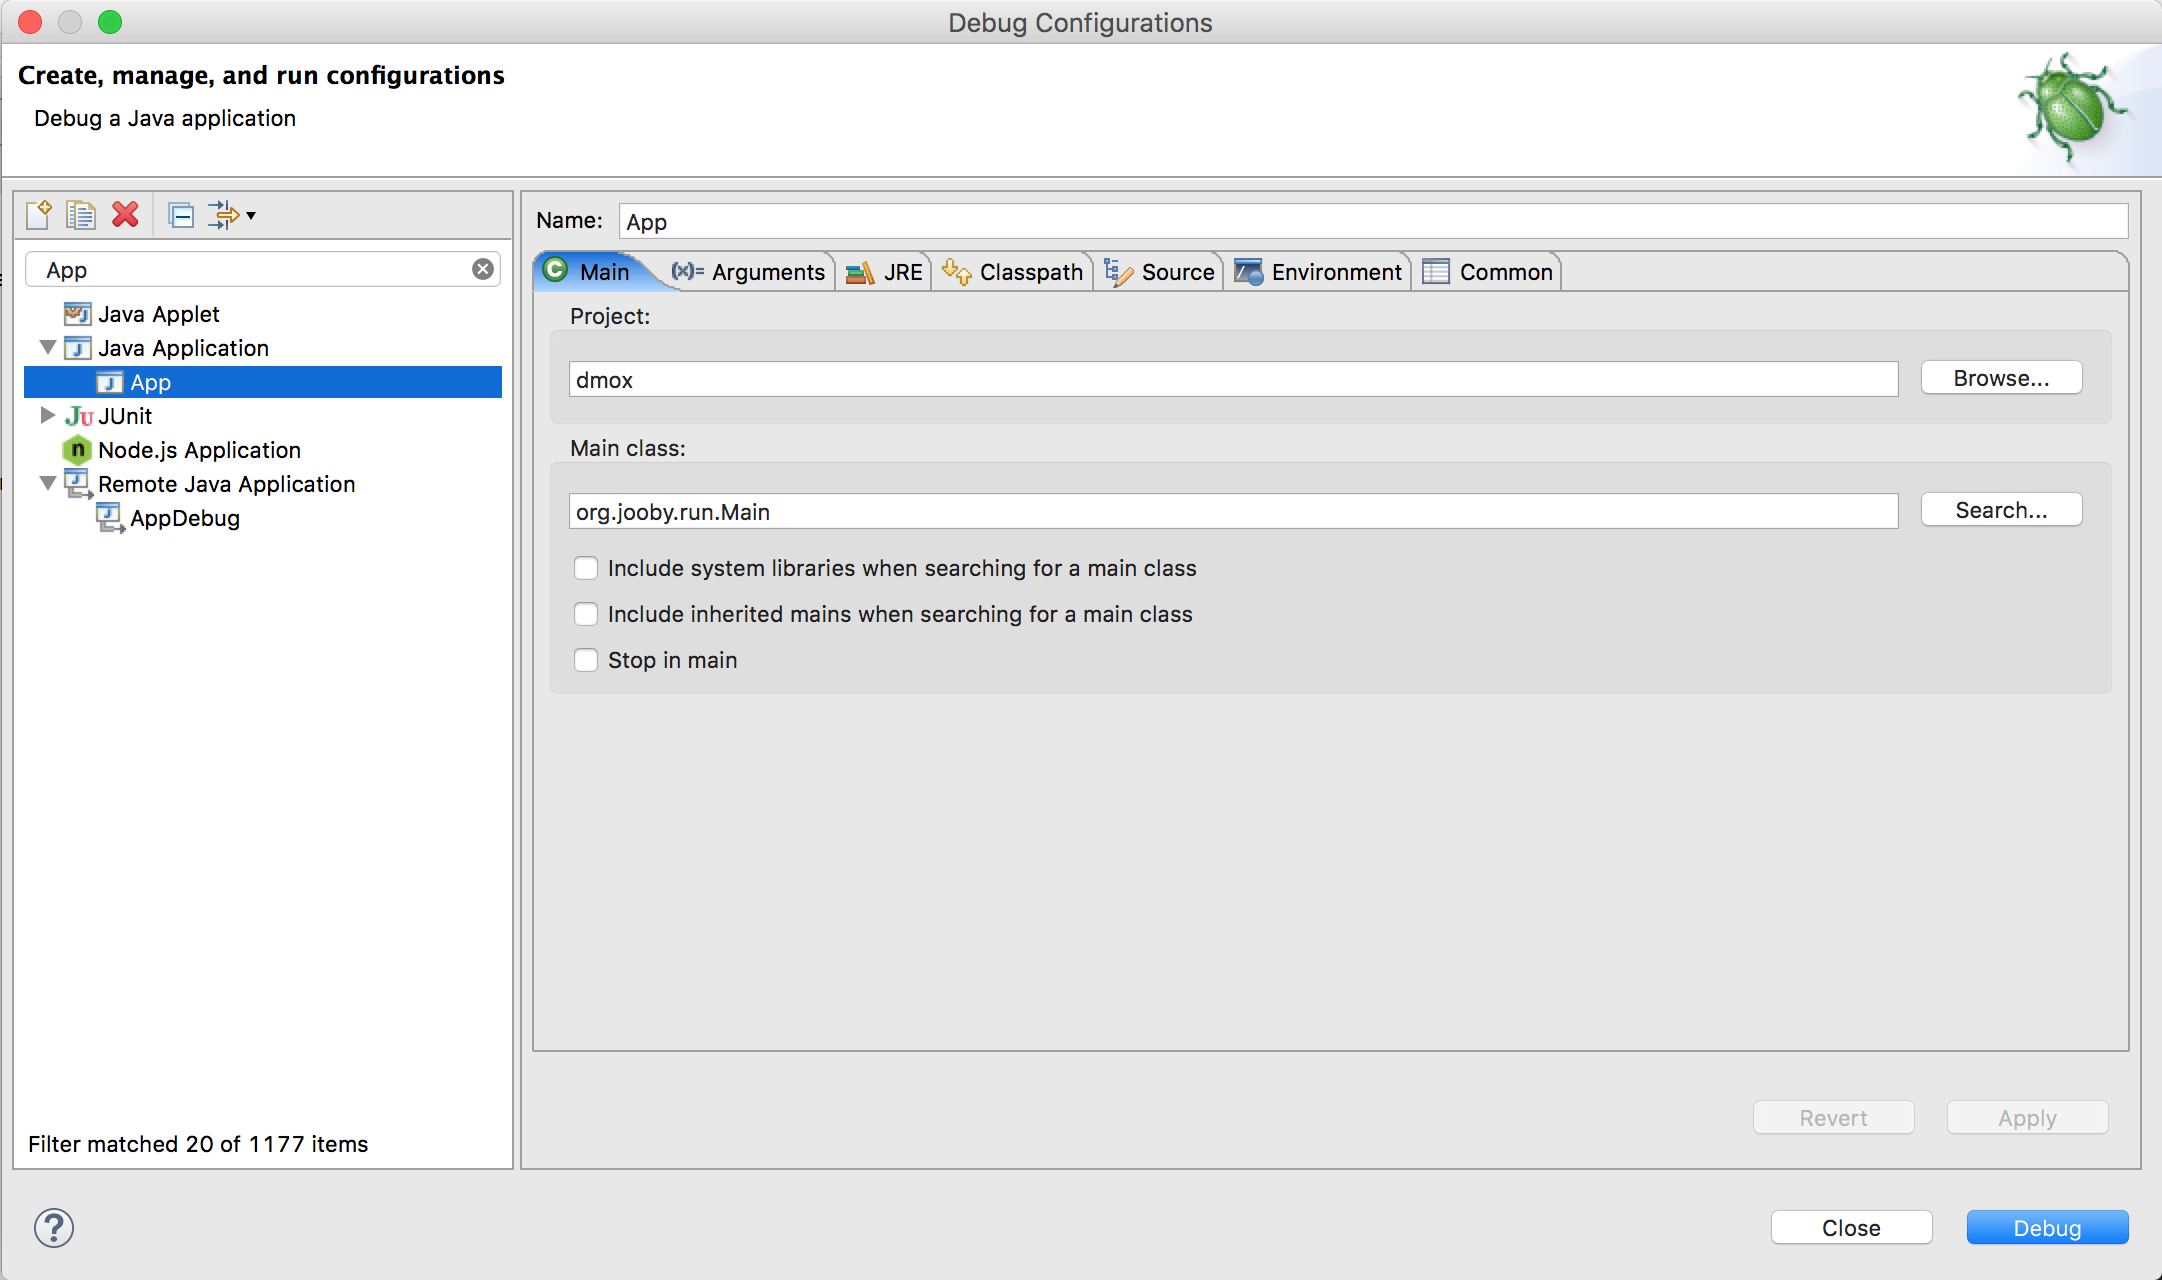 Debug Configurations
Create, manage, and run configurations
Debug a Java application
App
Java Applet
Java Application
App
JUnit
Node.js Application
Remote Java Application
AppDebug
Filter matched 20 of 1177 items
Name: App
Main (x)= Arguments JRE Classpath Source Environment Common
Project:
dmox Browse...
Main class:
org.jooby.run.Main Search...
Include system libraries when searching for a main class
Include inherited mains when searching for a main class
Stop in main
Revert Apply
? Close Debug